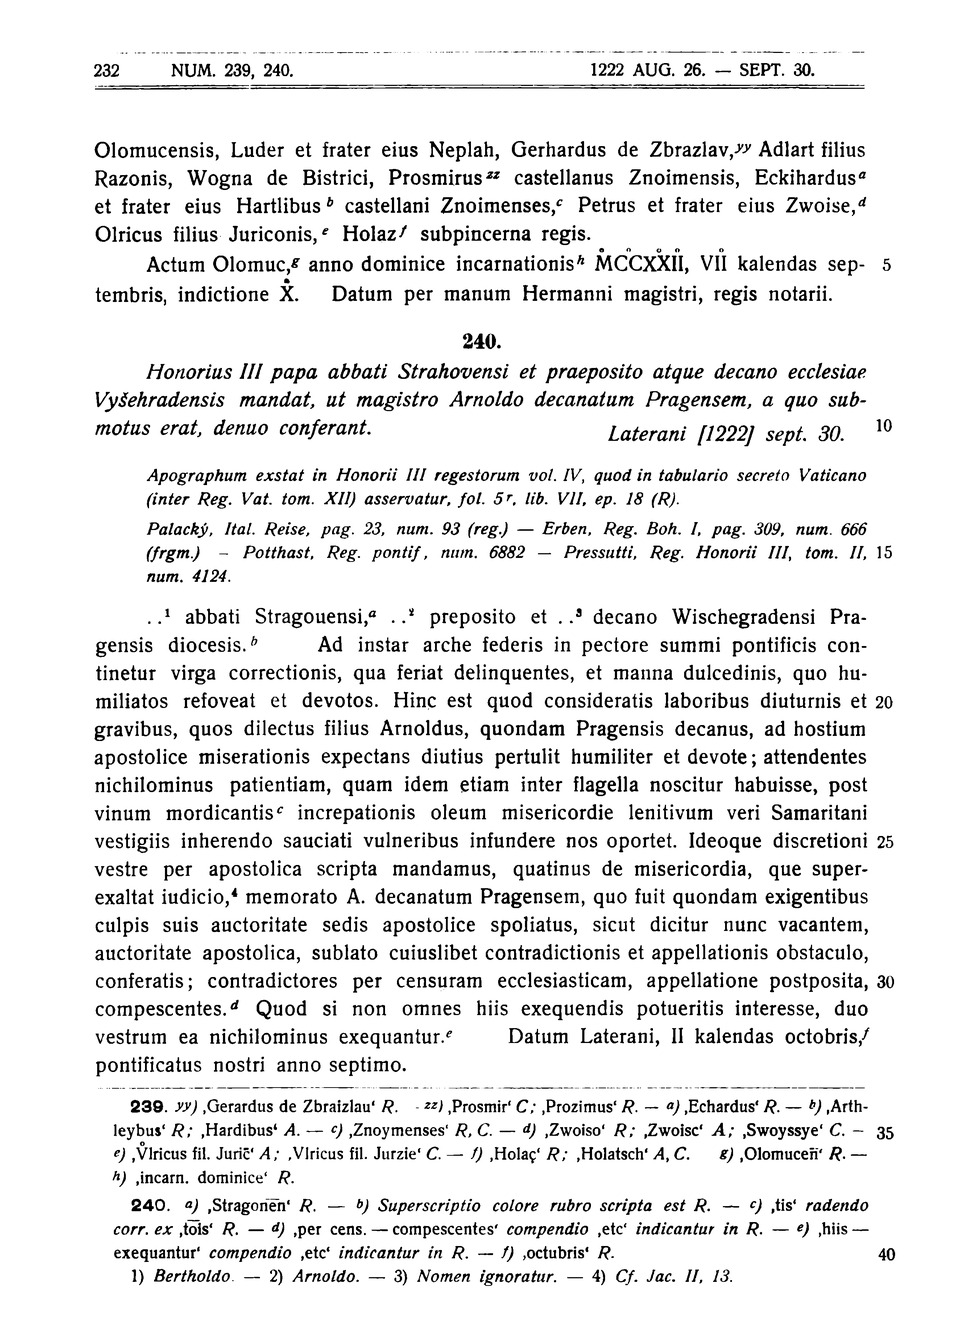 232 NUM. 239, 240. 1222 AUG. 26. — SEPT. 30.
Olomucensis, Luder et frater eius Neplah, Gerhardus de Zbrazlav,yy Adlart filius
Razonis, Wogna de Bistrici, Prosmirus zz castellanus Znoimensis, Eckihardus a
et frater eius Hartlibus b castellani Znoimenses,c Petrus et frater eius Zwoise,d
Olricus filius Juriconis,e Holaz f subpincerna regis.
Actum Olomuc,g anno dominice incarnationis h M̊C̊C̊X̊X̊I̊I̊, VI̊I̊ kalendas sep- 5
tembris, indictione X̊. Datum per manum Hermanni magistri, regis notarii.
240.
Honorius III papa abbati Strahovensi et praeposito atque decano ecclesiae
Vyšehradensis mandat, ut magistro Arnoldo decanatum Pragensem, a quo sub-
motus erat, denuo conferant. Laterani [1222] sept. 30. 10
Apographum exstat in Honorii III regestorum vol. IV, quod in tabulario secreto Vaticano
(inter Reg. Vat. tom. XII) asservatur, fol. 5 r, lib. VII, ep. 18 (R).
Palacký, Ital. Reise, pag. 23, num. 93 (reg.) — Erben, Reg. Boh. I, pag. 309, num. 666
(frgm.) – Potthast, Reg. pontif, num. 6882 — Pressutti, Reg. Honorii III, tom. II, 15
num. 4124.
. .1 abbati Stragouensi,a . .2 preposito et . .3 decano Wischegradensi Pra-
gensis diocesis.b Ad instar arche federis in pectore summi pontificis con-
tinetur virga correctionis, qua feriat delinquentes, et manna dulcedinis, quo hu-
miliatos refoveat et devotos. Hinc est quod consideratis laboribus diuturnis et 20
gravibus, quos dilectus filius Arnoldus, quondam Pragensis decanus, ad hostium
apostolice miserationis expectans diutius pertulit humiliter et devote; attendentes
nichilominus patientiam, quam idem etiam inter flagella noscitur habuisse, post
vinum mordicantis c increpationis oleum misericordie lenitivum veri Samaritani
vestigiis inherendo sauciati vulneribus infundere nos oportet. Ideoque discretioni 25
vestre per apostolica scripta mandamus, quatinus de misericordia, que super-
exaltat iudicio,4 memorato A. decanatum Pragensem, quo fuit quondam exigentibus
culpis suis auctoritate sedis apostolice spoliatus, sicut dicitur nunc vacantem,
auctoritate apostolica, sublato cuiuslibet contradictionis et appellationis obstaculo,
conferatis; contradictores per censuram ecclesiasticam, appellatione postposita, 30
compescentes.d Quod si non omnes hiis exequendis potueritis interesse, duo
vestrum ea nichilominus exequantur.e Datum Laterani, II kalendas octobris,f
pontificatus nostri anno septimo.
239. yy) ‚Gerardus de Zbraizlau‘ R. - zz) ‚Prosmir‘ C; ‚Prozimus‘ R. — a) ‚Echardus‘ R. — b) ‚Arth-
leybus‘ R; ‚Hardibus‘ A. — c) ‚Znoymenses‘ R, C. — d) ‚Zwoiso‘ R; ‚Zwoisc‘ A; ‚Swoyssye‘ C. – 35
e) ‚V̊lricus fil. Juric̄‘ A; ‚Vlricus fil. Jurzie‘ C. — f) ‚Holaç‘ R; ‚Holatsch‘ A, C. g) ‚Olomucen̄‘ R. —
h) ‚incarn. dominice‘ R.
240. a) ‚Stragonēn‘ R. — b) Superscriptio colore rubro scripta est R. — c) ‚tis‘ radendo
corr. ex ‚tōis‘ R. — d) ‚per cens. — compescentes‘ compendio ‚etc‘ indicantur in R. — e) ‚hiis —
exequantur‘ compendio ‚etc‘ indicantur in R. — f) ‚octubris‘ R. 40
1) Bertholdo. — 2) Arnoldo. — 3) Nomen ignoratur. — 4) Cf. Jac. II, 13.